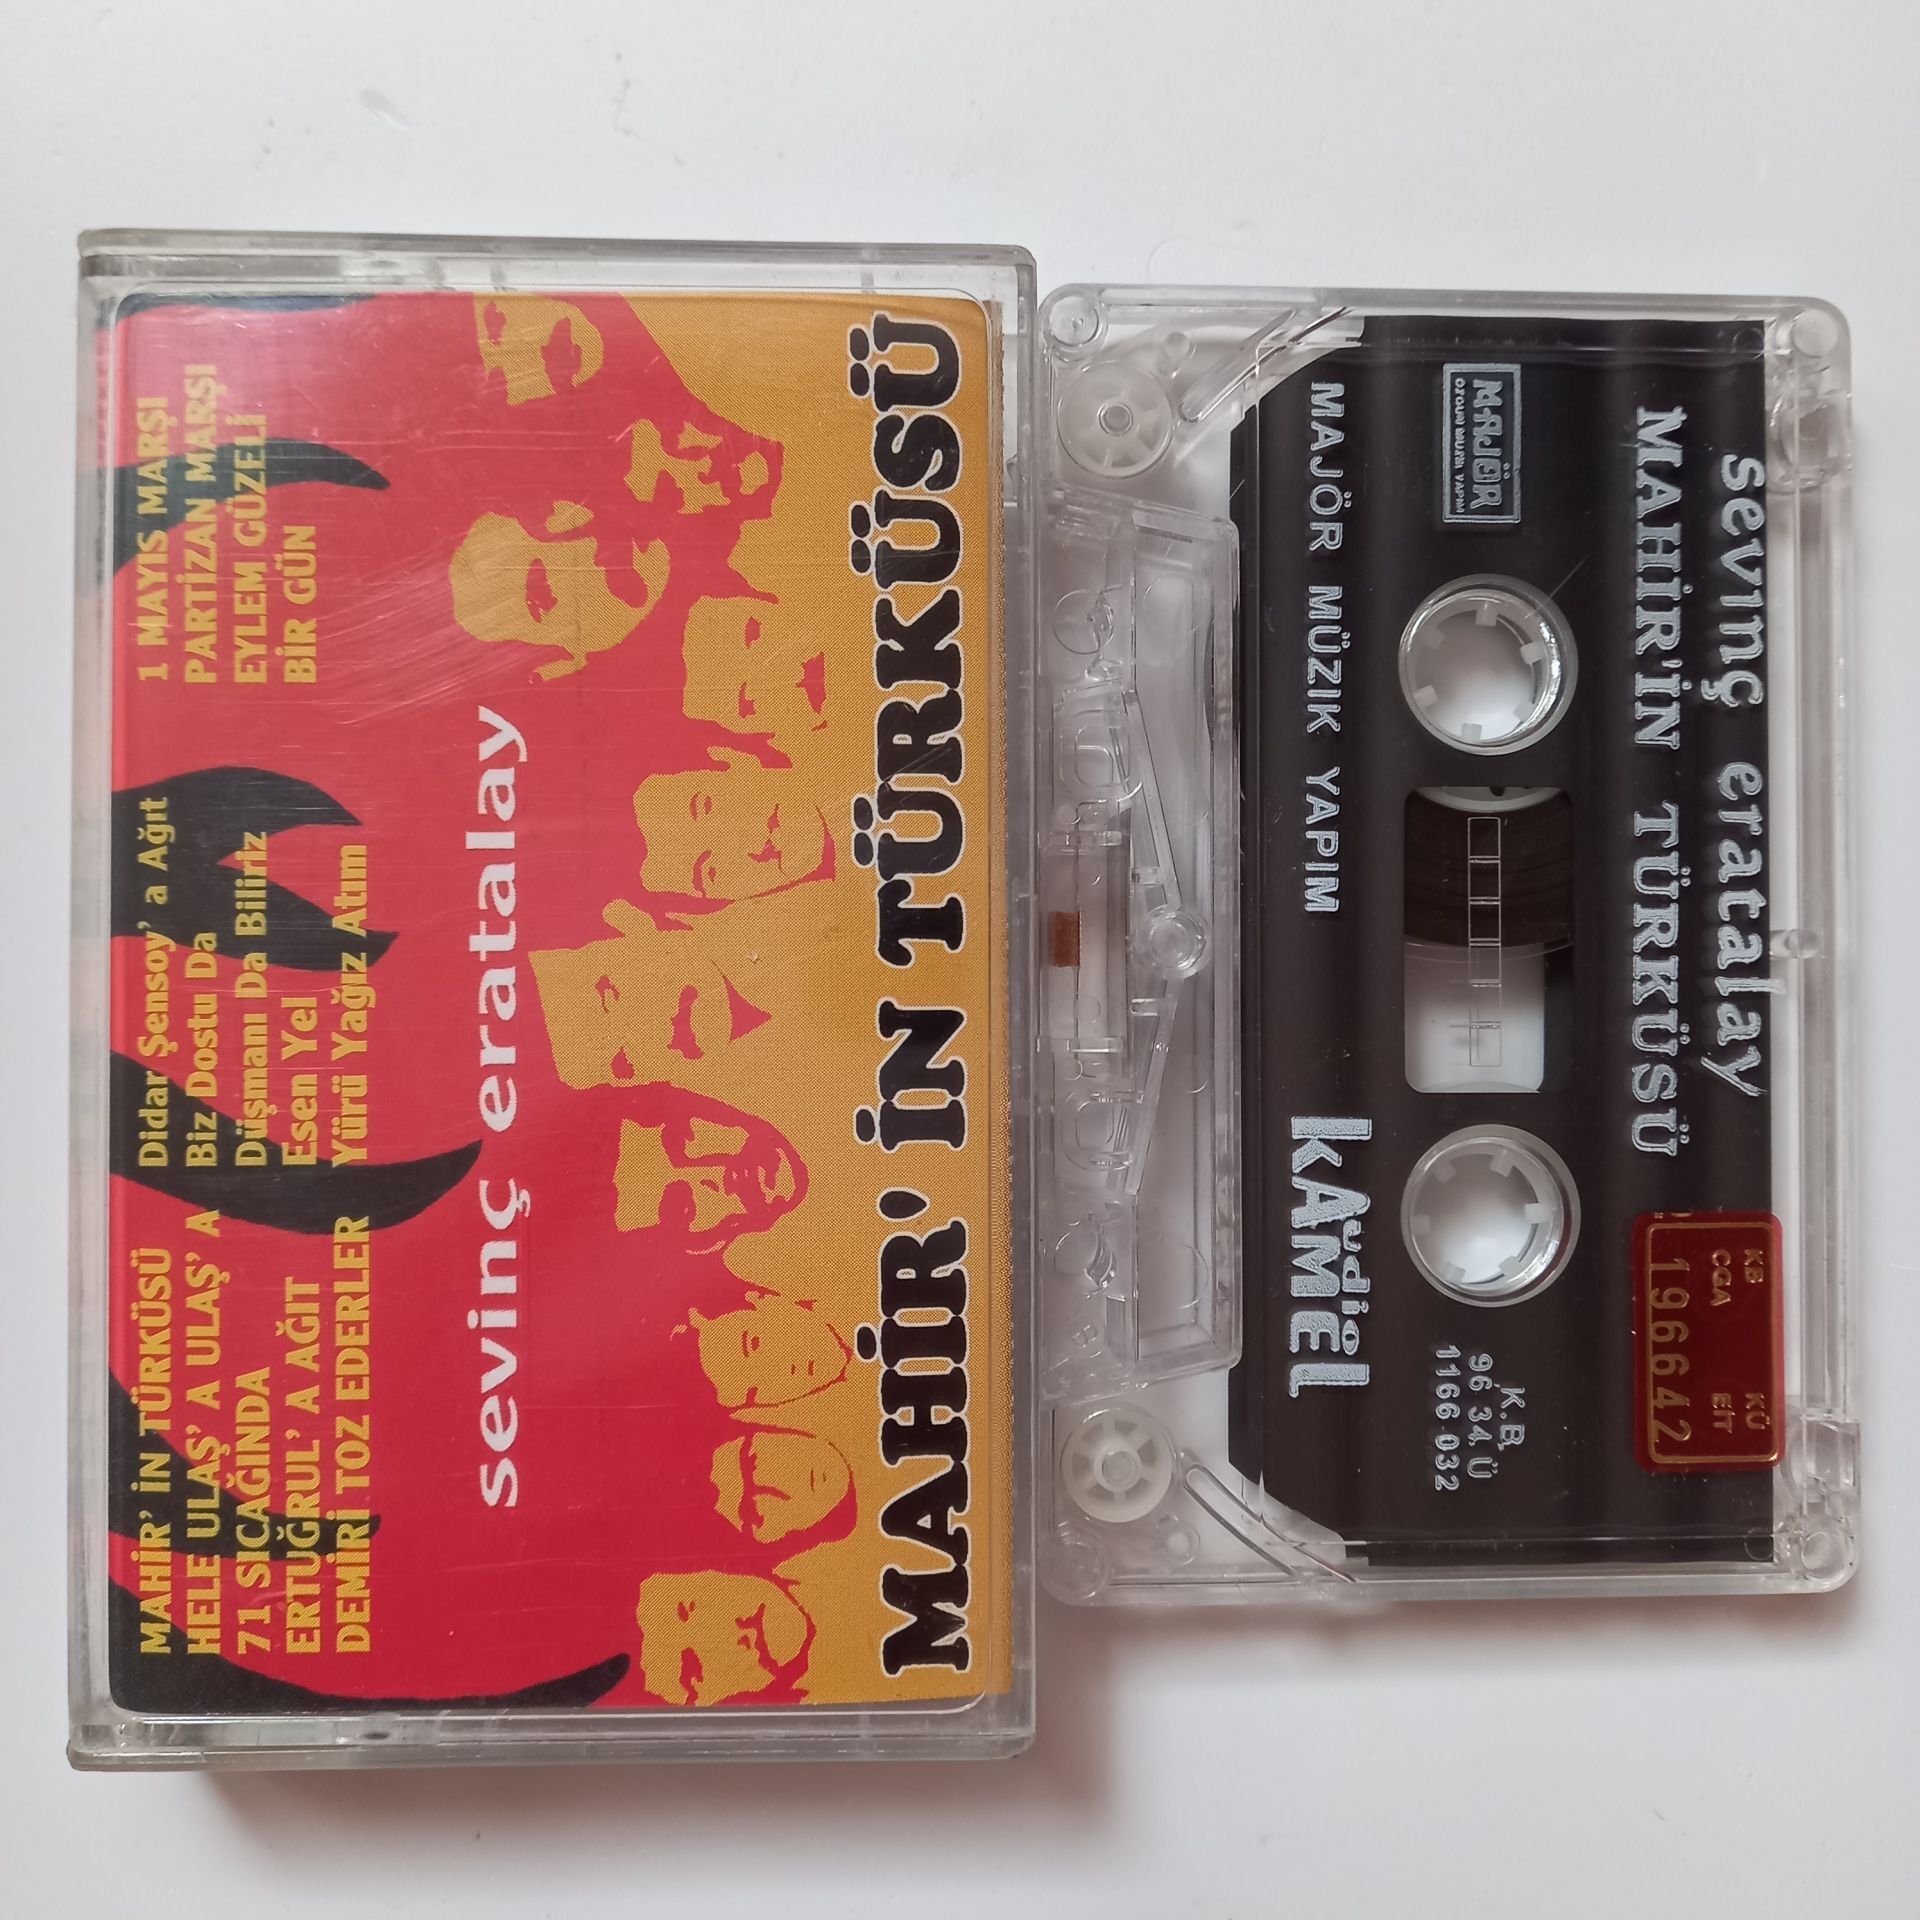 MAHİR' İN TÜRKÜSÜ
HELE ULAŞ' A ULAŞ' A
71 SICAĞINDA
ERTUĞRUL' A AĞIT
DEMİRİ TOZ EDERLER
Didar Şensoy' a Ağıt
Biz Dostu Da
Düşmanı Da Biliriz
Esen Yel
Yürü Yağız Atım
1 MAYIS MARŞI
PARTİZAN MARŞI
EYLEM GÜZELİ
BİR GÜN
sevinç eratalay
MAHİR' İN TÜRKÜSÜ
sevinç eratalay
MAHİR'İN TÜRKÜSÜ
MAJÖR
MAJÖR MÜZIK YAPIM
KAMEL
Audio
K.B.
96 34 Ü
1166 032
KB KÜ
CGA EIT
196642